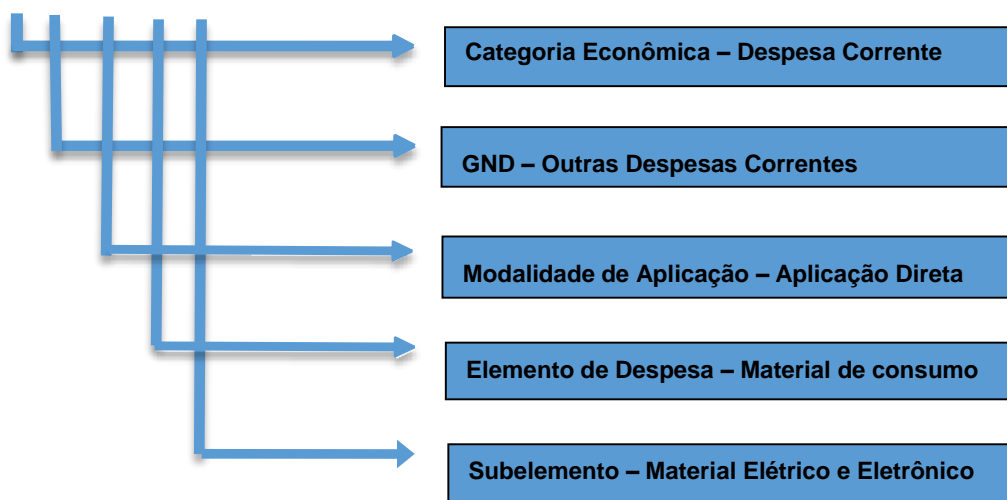 Categoria Econômica – Despesa Corrente
GND – Outras Despesas Correntes
Modalidade de Aplicação – Aplicação Direta
Elemento de Despesa – Material de consumo
Subelemento – Material Elétrico e Eletrônico